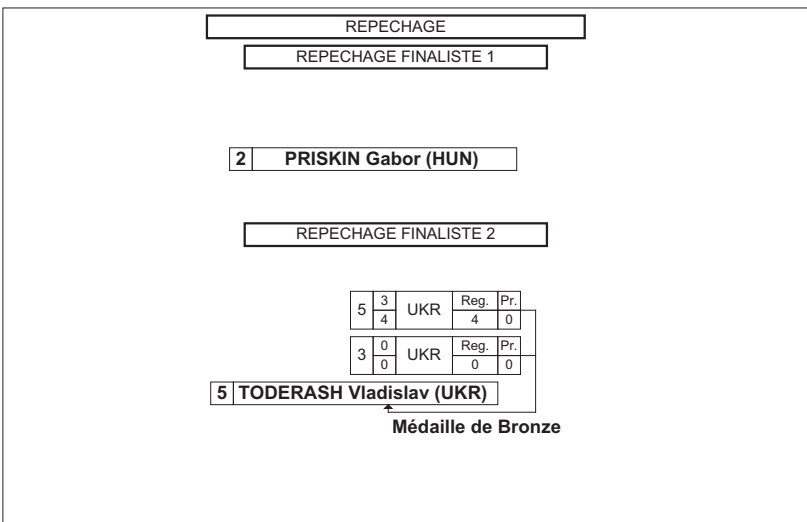 REPECHAGE
REPECHAGE FINALISTE 1
2 PRISKIN Gabor (HUN)
REPECHAGE FINALISTE 2
5 3 4 UKR Reg. 4 Pr. 0
3 0 0 UKR Reg. 0 Pr. 0
5 TODERASH Vladislav (UKR)
Médaille de Bronze